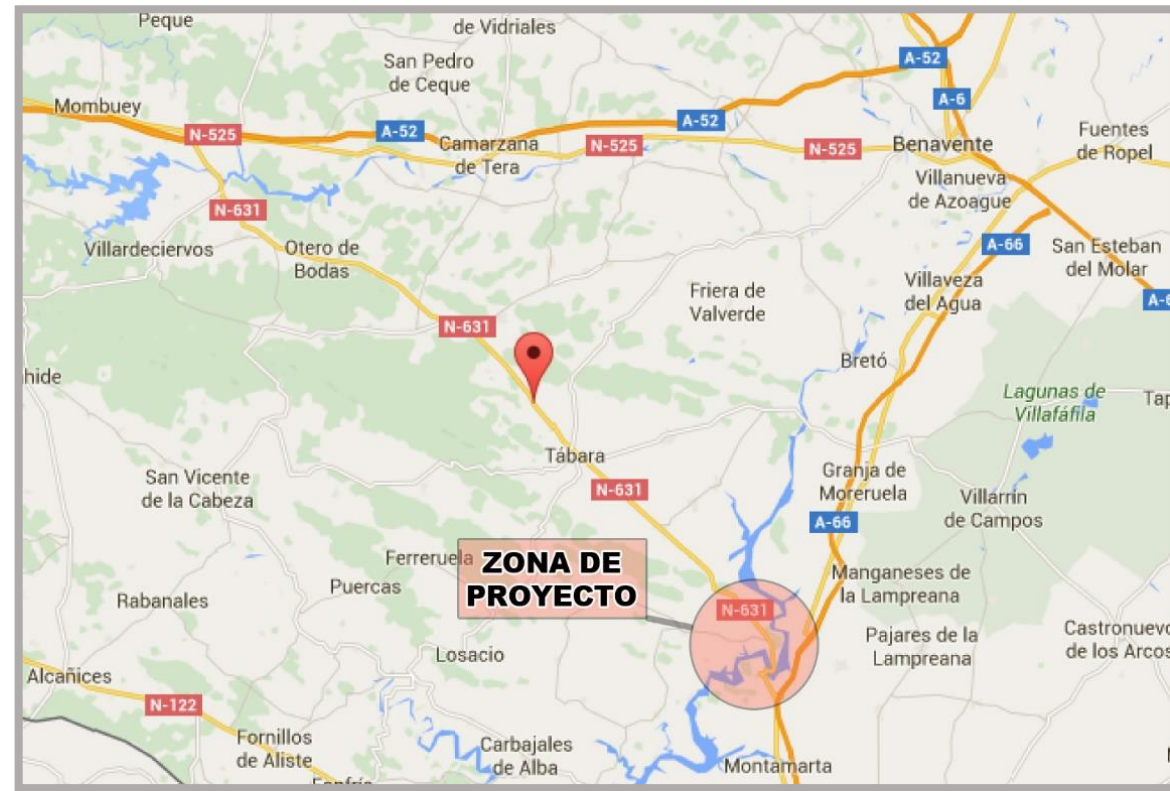 Peque
de Vidriales
San Pedro
de Ceque
A-52
A-6
Mombuey
N-525
A-52
Camarzana
de Tera
N-525
A-52
N-525
Benavente
Fuentes
de Ropel
Villanueva
de Azoague
N-631
Villardeciervos
Otero de
Bodas
A-66
San Esteban
del Molar
Friera de
Valverde
Villaveza
del Agua
N-631
Bretó
Lagunas de
Villafáfila
Tábara
San Vicente
de la Cabeza
N-631
Granja de
Moreruela
Villarrín
de Campos
A-66
Ferreruela
ZONA DE
PROYECTO
Puercas
Rabanales
Manganeses de
la Lampreana
N-631
Pajares de la
Lampreana
Castronuevo
de los Arcos
Losacio
Alcañices
N-122
Fornillos
de Aliste
Carbajales
de Alba
Montamarta